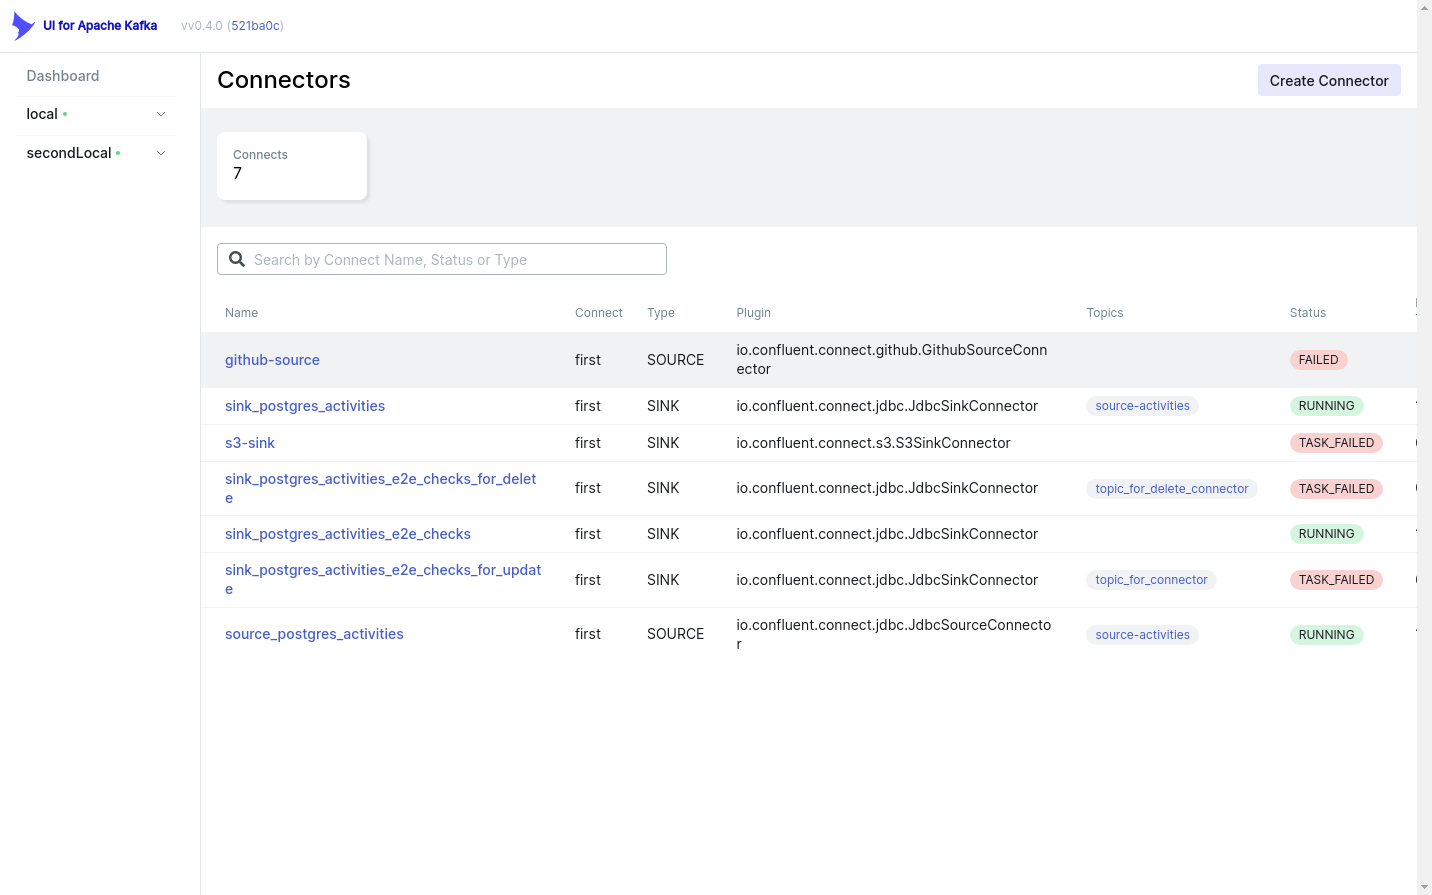 UI for Apache Kafka vv0.4.0 (521ba0c)
Dashboard
local
secondLocal
Connectors
Create Connector
Connects
7
Search by Connect Name, Status or Type
Name Connect Type Plugin Topics Status
github-source first SOURCE io.confluent.connect.github.GithubSourceConn
ector FAILED
sink_postgres_activities first SINK io.confluent.connect.jdbc.JdbcSinkConnector source-activities RUNNING
s3-sink first SINK io.confluent.connect.s3.S3SinkConnector TASK_FAILED
sink_postgres_activities_e2e_checks_for_delet
e first SINK io.confluent.connect.jdbc.JdbcSinkConnector topic_for_delete_connector TASK_FAILED
sink_postgres_activities_e2e_checks first SINK io.confluent.connect.jdbc.JdbcSinkConnector RUNNING
sink_postgres_activities_e2e_checks_for_updat
e first SINK io.confluent.connect.jdbc.JdbcSinkConnector topic_for_connector TASK_FAILED
source_postgres_activities first SOURCE io.confluent.connect.jdbc.JdbcSourceConnecto
r source-activities RUNNING